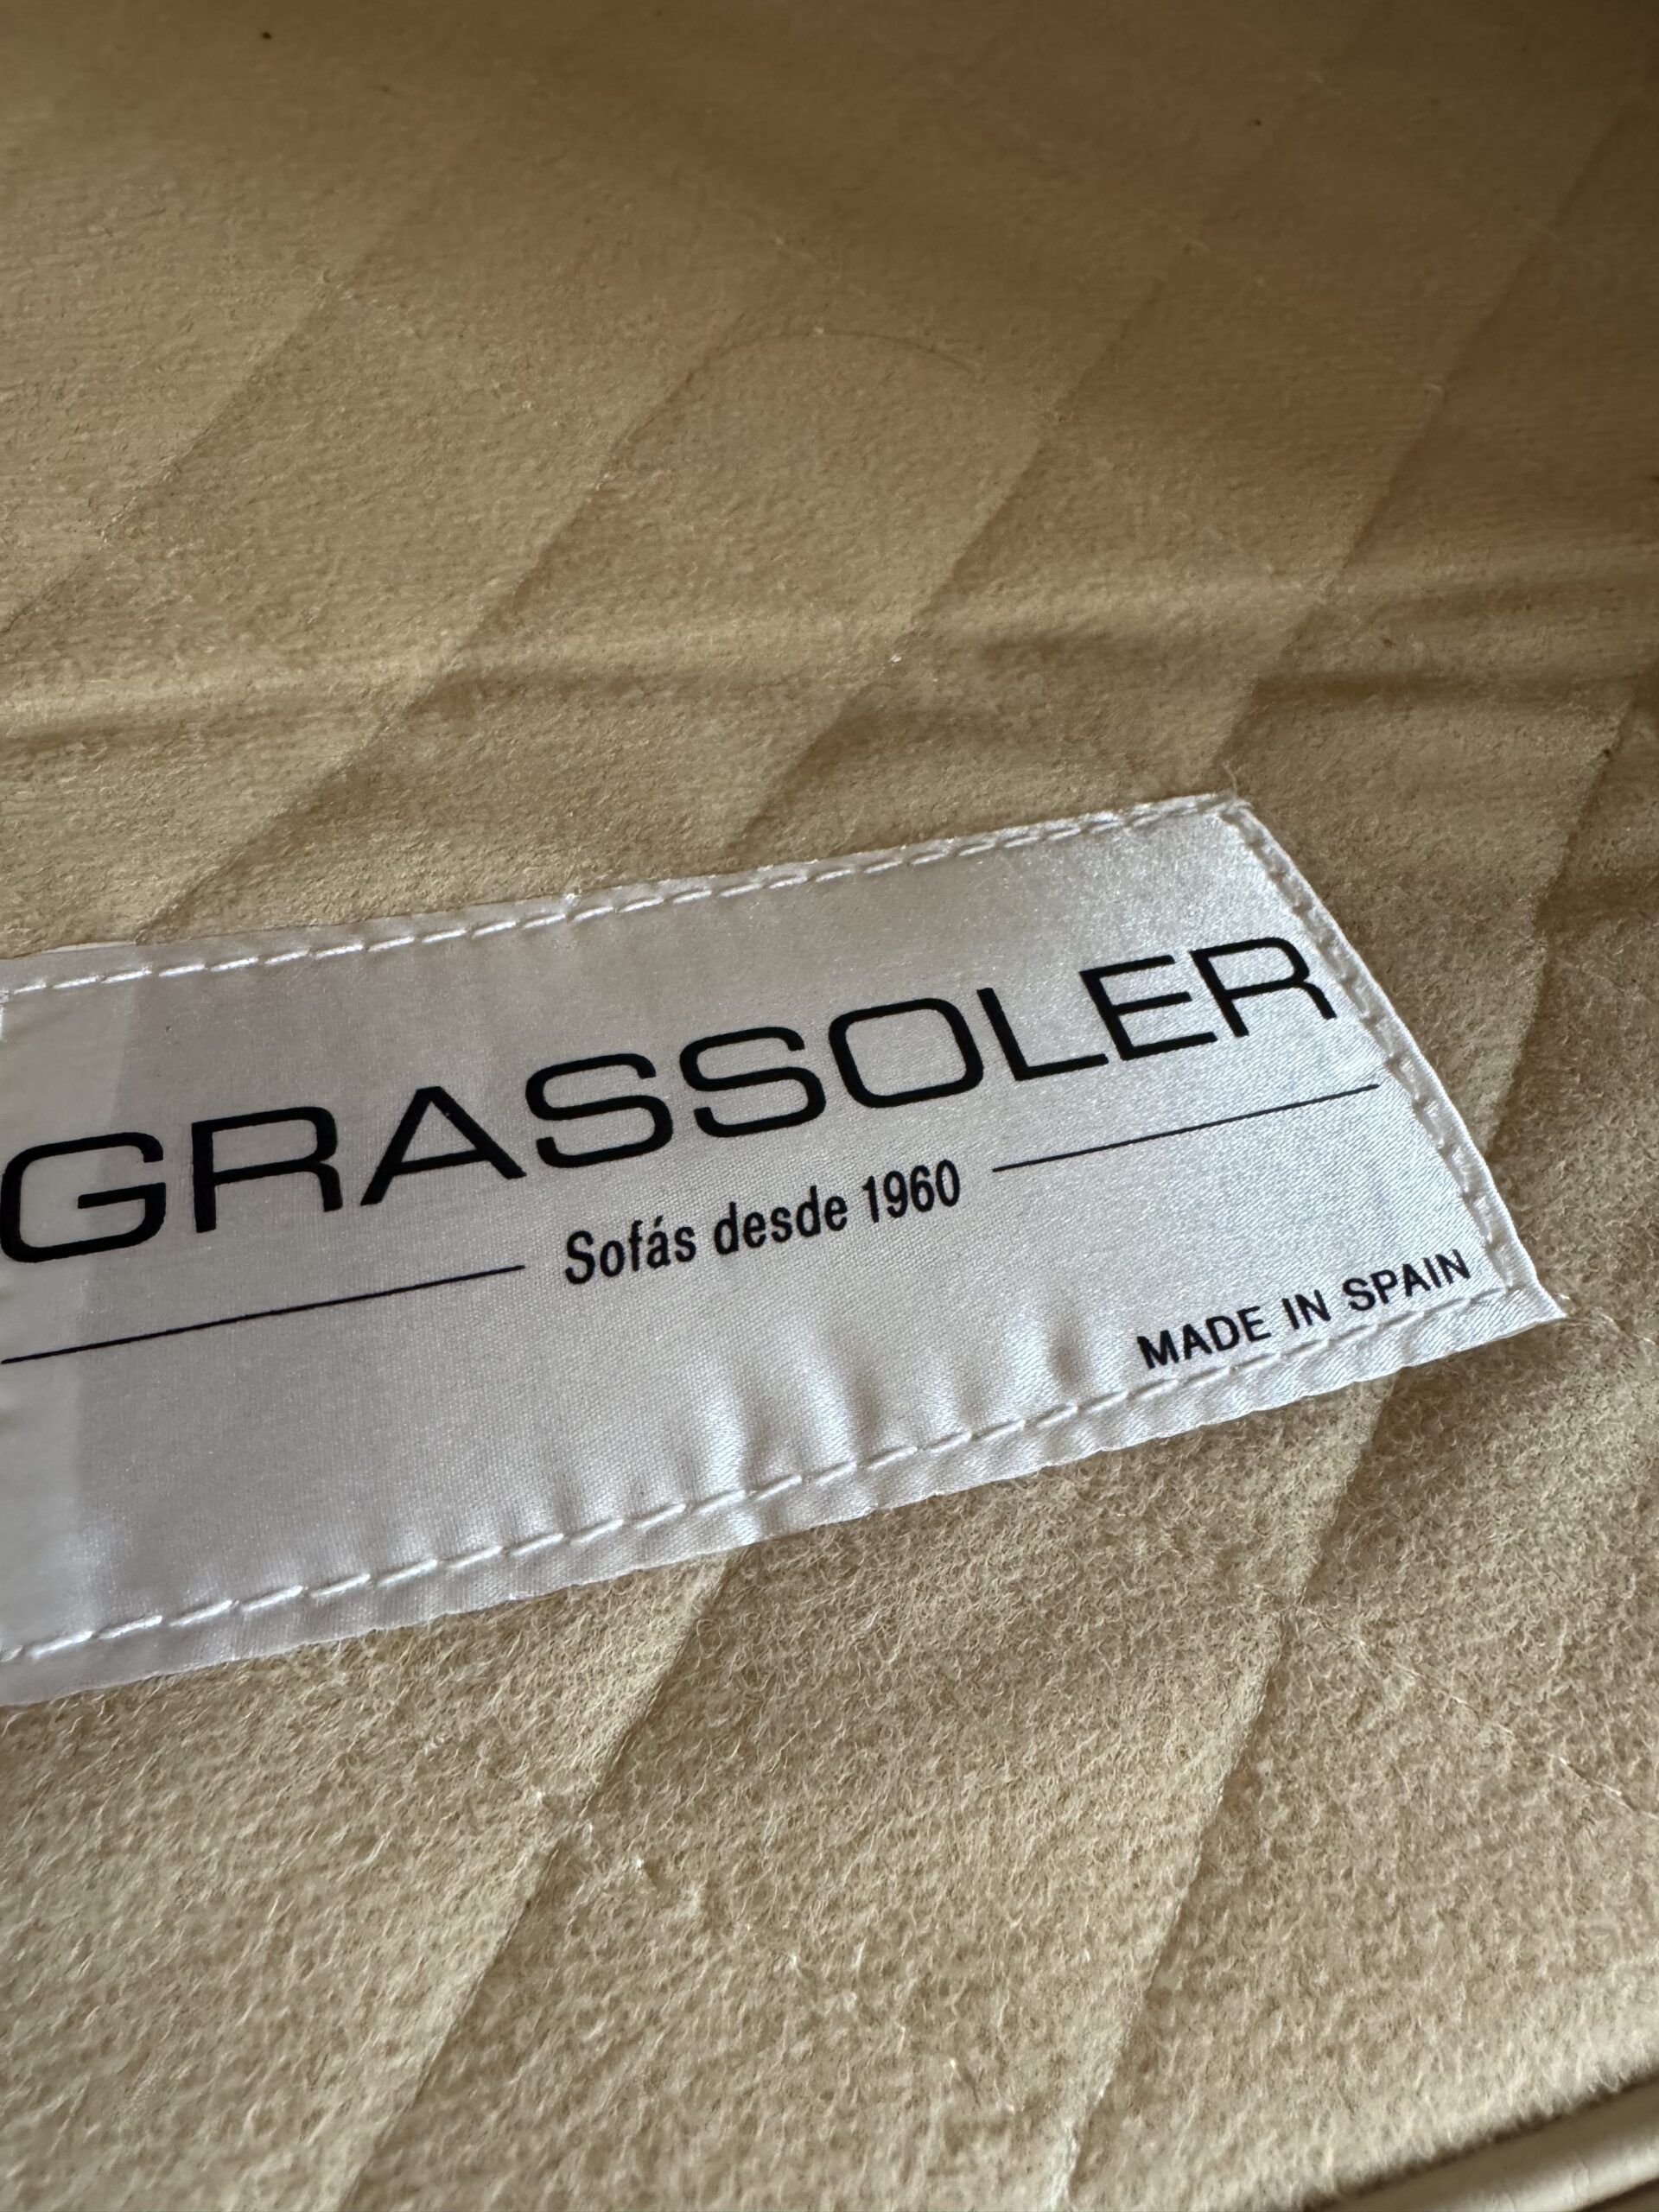 GRASSOLER
Sofás desde 1960
MADE IN SPAIN